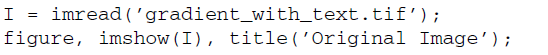 I = imread(’gradient_with_text.tif’);
figure, imshow(I), title(’Original Image’);